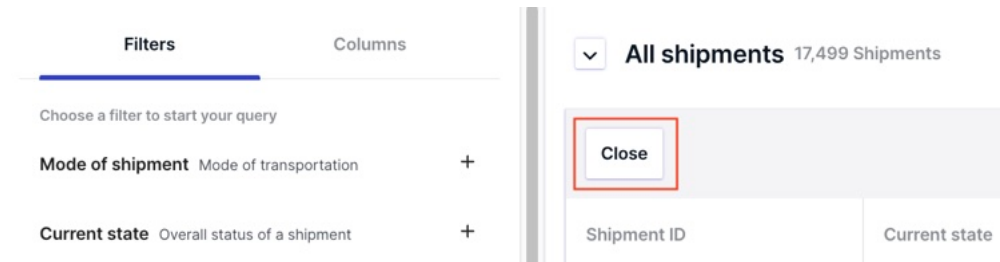 Filters
Columns
Choose a filter to start your query
Mode of shipment Mode of transportation
Current state Overall status of a shipment
All shipments 17,499 Shipments
Close
Shipment ID
Current state